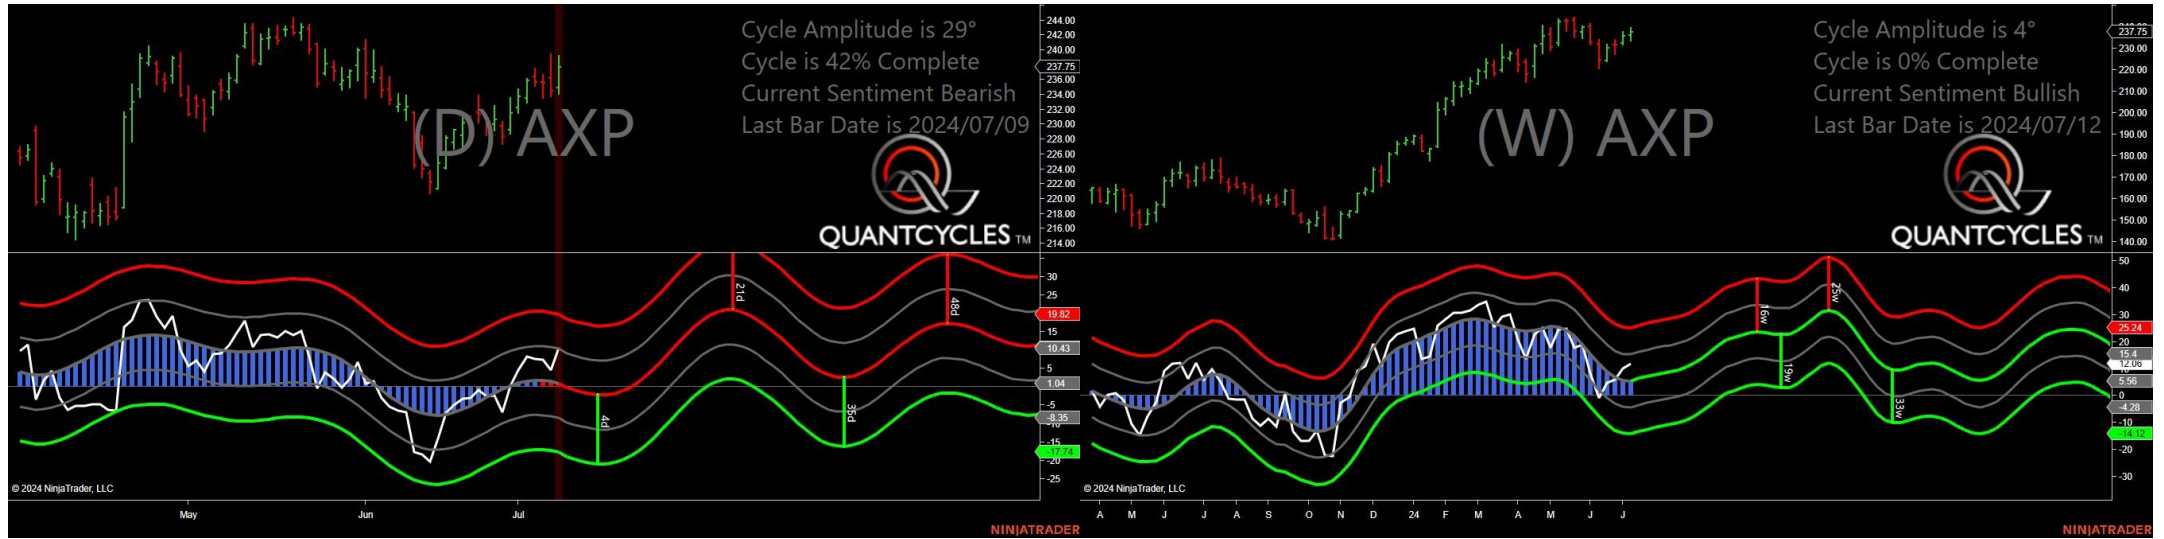 Cycle Amplitude is 29°
Cycle is 42% Complete
Current Sentiment Bearish
Last Bar Date is 2024/07/09
(D) AXP
QUANTCYCLES TM
244.00
242.00
240.00
237.75
236.00
234.00
232.00
230.00
228.00
226.00
224.00
222.00
220.00
218.00
216.00
214.00
30
25
19.82
15
10.43
5
1.04
-5
-8.35
-15
-17.74
-20
-25
21d
48d
4d
35d
© 2024 NinjaTrader, LLC
May Jun Jul
NINJATRADER
Cycle Amplitude is 4°
Cycle is 0% Complete
Current Sentiment Bullish
Last Bar Date is 2024/07/12
(W) AXP
QUANTCYCLES TM
237.75
230.00
220.00
210.00
200.00
190.00
180.00
170.00
160.00
150.00
140.00
50
40
30
25.24
20
15.4
12.06
5.56
0
-4.28
-10
-14.12
-20
-30
16w
25w
19w
33w
© 2024 NinjaTrader, LLC
A M J J A S O N D 24 F M A M J J
NINJATRADER